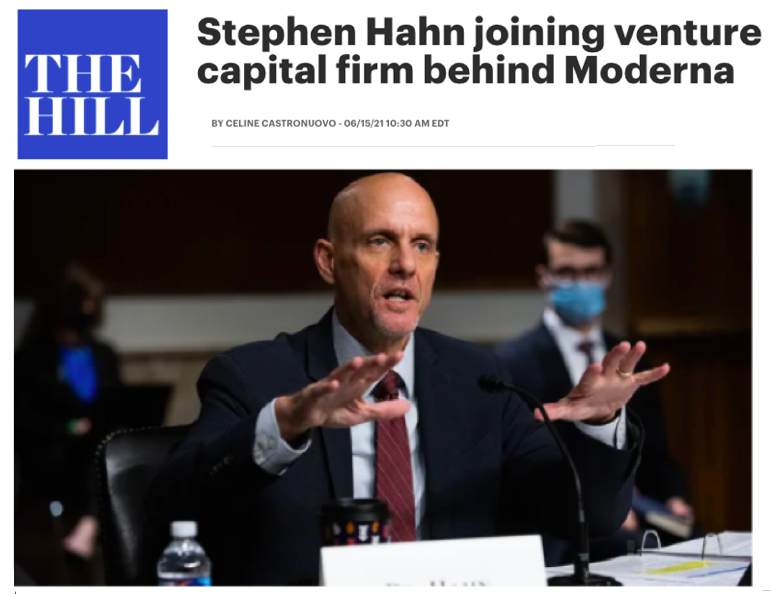 THE
HILL
Stephen Hahn joining venture
capital firm behind Moderna
BY CELINE CASTRONUOVO - 06/15/21 10:30 AM EDT